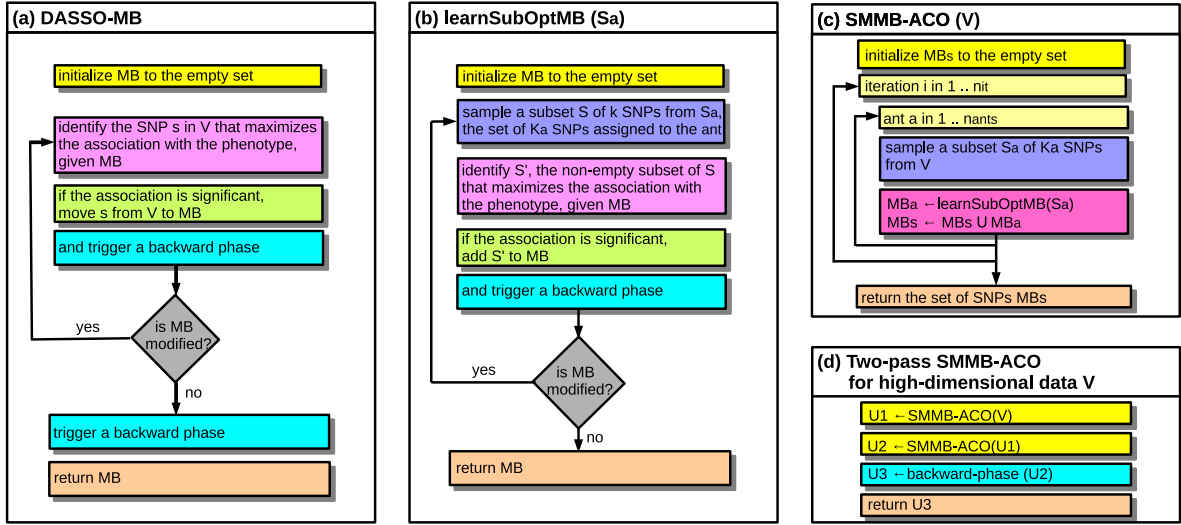 (a) DASSO-MB
initialize MB to the empty set
identify the SNP s in V that maximizes
the association with the phenotype,
given MB
if the association is significant,
move s from V to MB
and trigger a backward phase
yes
is MB
modified?
no
trigger a backward phase
return MB
(b) learnSubOptMB (Sa)
initialize MB to the empty set
sample a subset S of k SNPs from Sa,
the set of Ka SNPs assigned to the ant
identify S', the non-empty subset of S
that maximizes the association with
the phenotype, given MB
if the association is significant,
add S' to MB
and trigger a backward phase
yes
is MB
modified?
no
return MB
(c) SMMB-ACO (V)
initialize MBs to the empty set
iteration i in 1 .. nit
ant a in 1 .. nants
sample a subset Sa of Ka SNPs
from V
MBa ←learnSubOptMB(Sa)
MBs ← MBs U MBa
return the set of SNPs MBs
(d) Two-pass SMMB-ACO
for high-dimensional data V
U1 ←SMMB-ACO(V)
U2 ←SMMB-ACO(U1)
U3 ←backward-phase (U2)
return U3